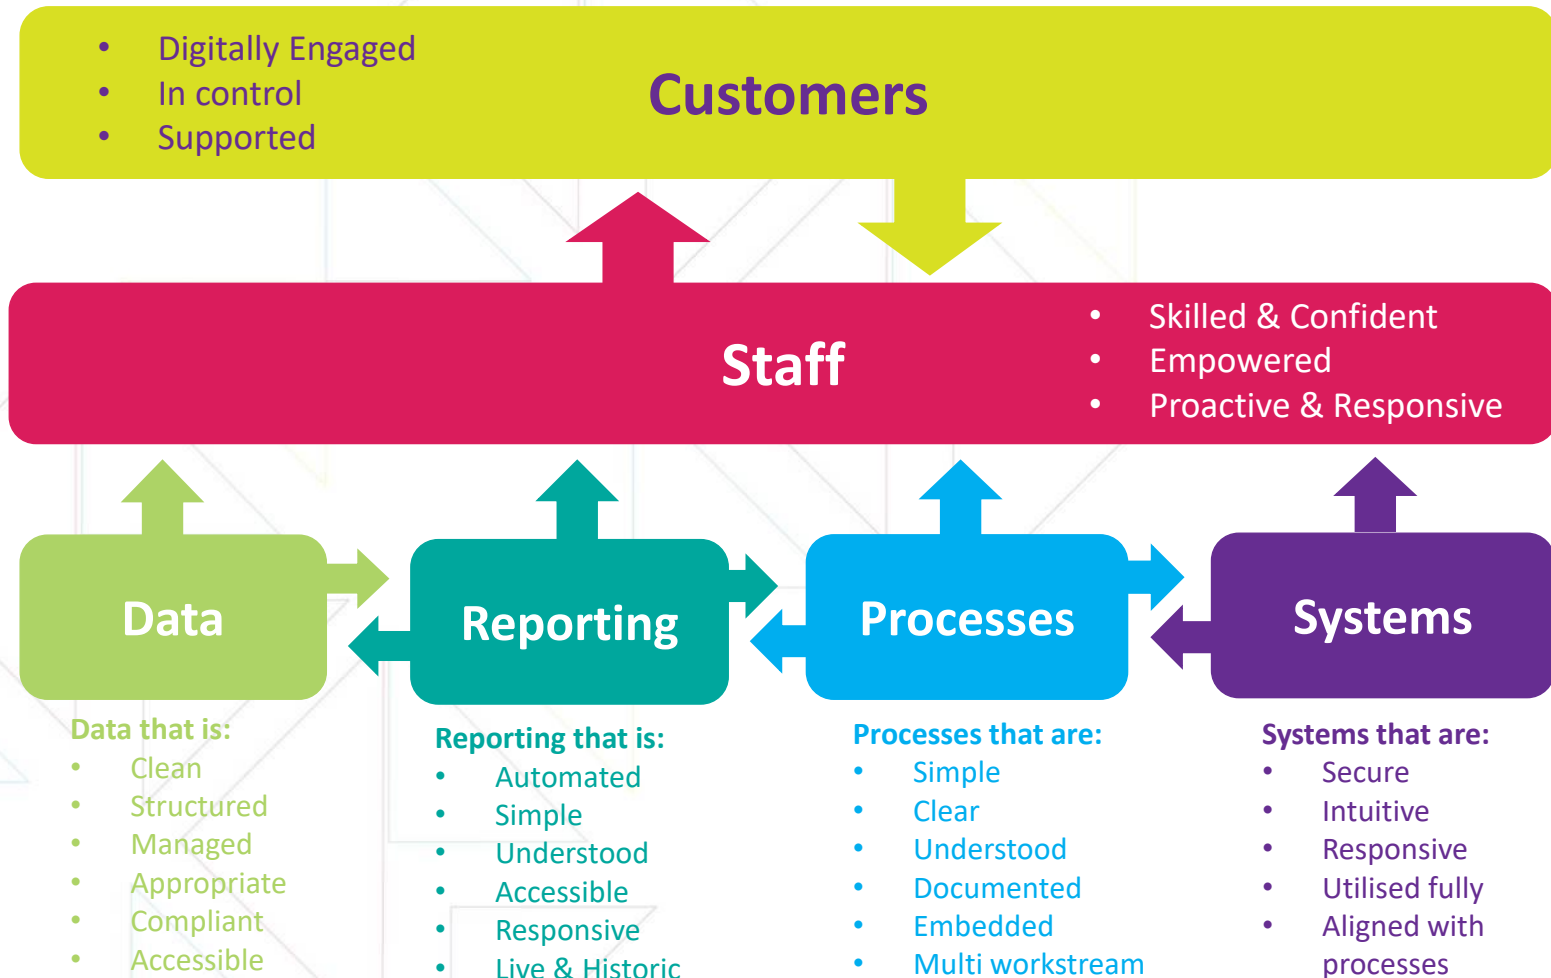 • Digitally Engaged
• In control
• Supported
Customers
Staff
• Skilled & Confident
• Empowered
• Proactive & Responsive
Data
Reporting
Processes
Systems
Data that is:
• Clean
• Structured
• Managed
• Appropriate
• Compliant
• Accessible
Reporting that is:
• Automated
• Simple
• Understood
• Accessible
• Responsive
• Live & Historic
Processes that are:
• Simple
• Clear
• Understood
• Documented
• Embedded
• Multi workstream
Systems that are:
• Secure
• Intuitive
• Responsive
• Utilised fully
• Aligned with
processes